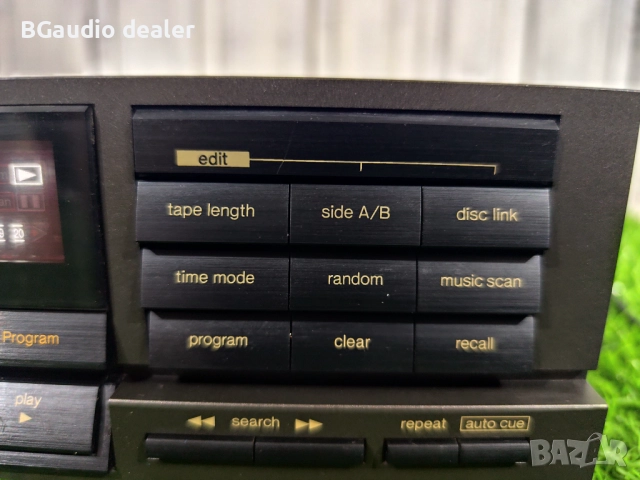 BGaudio dealer
edit
tape length side A/B disc link
time mode random music scan
Program
program clear recall
play
search repeat auto cue
BAZAR